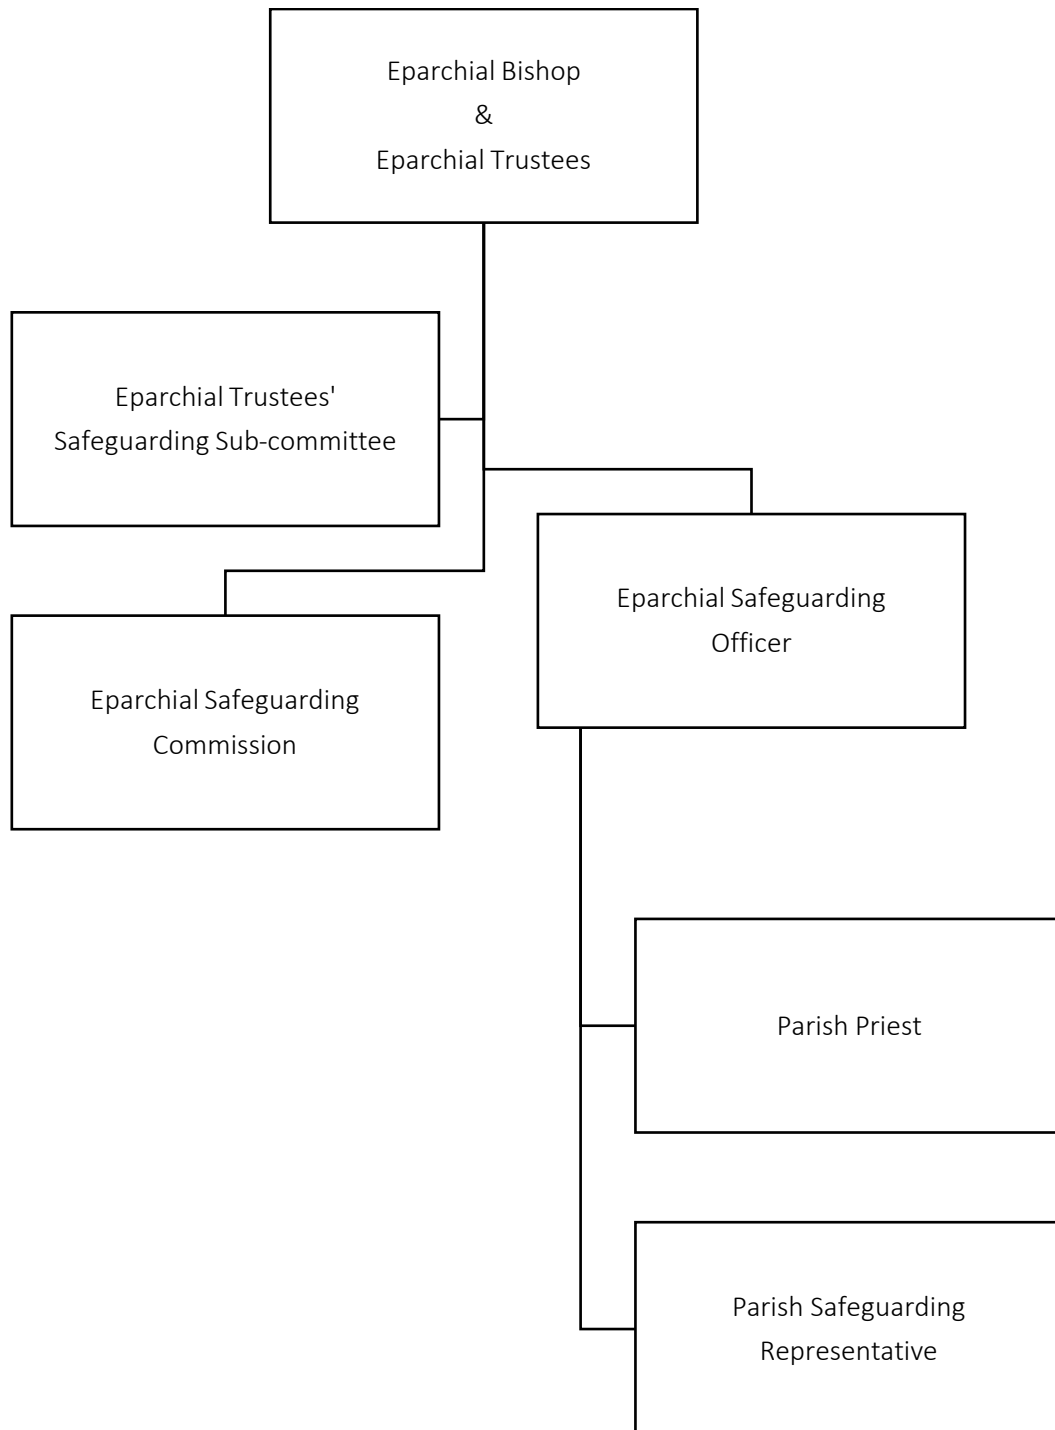 Eparchial Bishop
&
Eparchial Trustees
Eparchial Trustees'
Safeguarding Sub-committee
Eparchial Safeguarding
Officer
Eparchial Safeguarding
Commission
Parish Priest
Parish Safeguarding
Representative